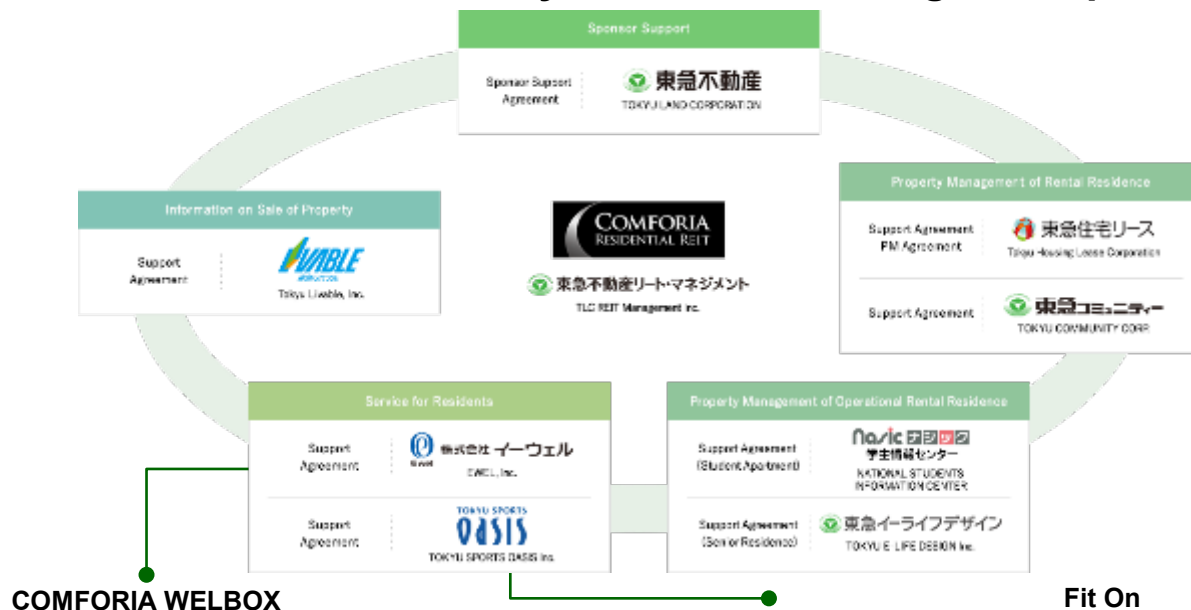 Sponsor Support
Sponsor Support
Agreement
東急不動産
TOKYU LAND CORPORATION
Information on Sale of Property
Support
Agreement
LIVABLE
Tokyu Livable, Inc.
COMFORIA
RESIDENTIAL REIT
東急不動産リート・マネジメント
TLC REIT Management Inc.
Property Management of Rental Residence
Support Agreement
PM Agreement
東急住宅リース
Tokyu Housing Lease Corporation
Support Agreement
東急コミュニティー
TOKYU COMMUNITY CORP.
Service for Residents
Support
Agreement
株式会社 イーウェル
EWEL, Inc.
Support
Agreement
TOKYU SPORTS
OASIS
TOKYU SPORTS OASIS Inc.
Property Management of Operational Rental Residence
Support Agreement
(Student Apartment)
nasic ナジック
学生情報センター
NATIONAL STUDENTS
INFORMATION CENTER
Support Agreement
(Senior Residence)
東急イーライフデザイン
TOKYU E-LIFE DESIGN Inc.
COMFORIA WELBOX
Fit On